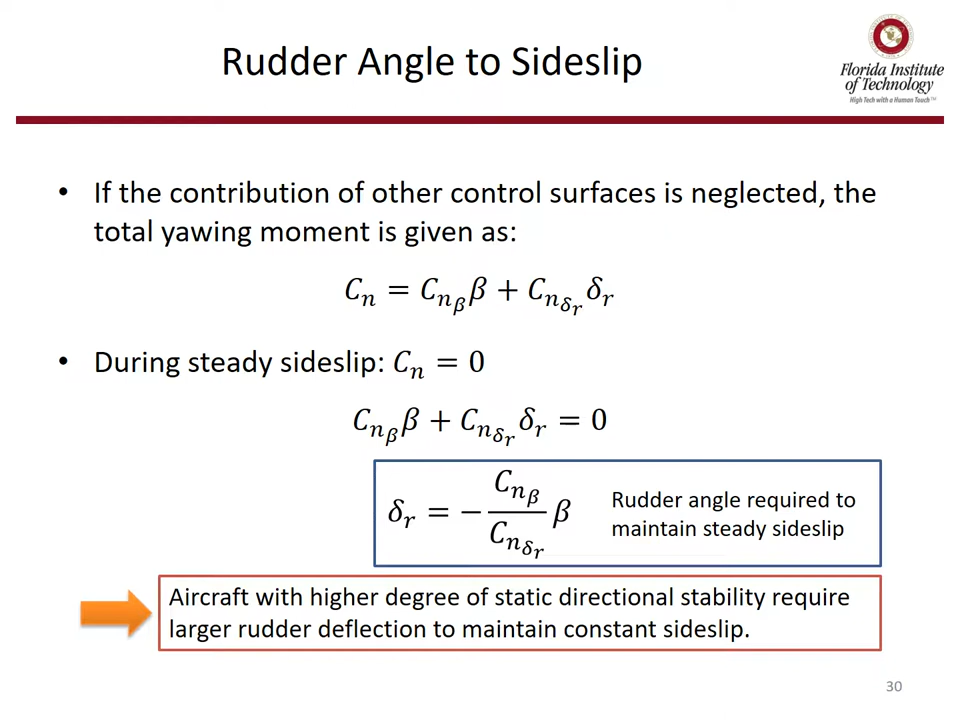 Rudder Angle to Sideslip
Florida Institute
of Technology
High Tech with a Human Touch™
• If the contribution of other control surfaces is neglected, the
total yawing moment is given as:
𝐶ₙ = 𝐶_{n_β} β + 𝐶_{n_{δ_r}} δ_r
• During steady sideslip: 𝐶ₙ = 0
𝐶_{n_β} β + 𝐶_{n_{δ_r}} δ_r = 0
δ_r = − 𝐶_{n_β} / 𝐶_{n_{δ_r}} β
Rudder angle required to
maintain steady sideslip
Aircraft with higher degree of static directional stability require
larger rudder deflection to maintain constant sideslip.
30